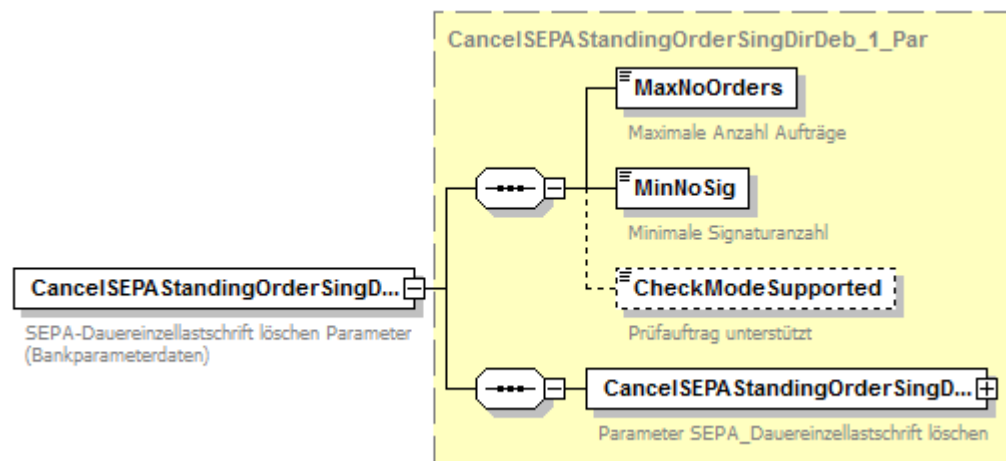 CancelSEPAStandingOrderSingDirDeb_1_Par
MaxNoOrders
Maximale Anzahl Aufträge
MinNoSig
Minimale Signaturanzahl
CancelSEPAStandingOrderSingD...
SEPA-Dauereinzellastschrift löschen Parameter
(Bankparameterdaten)
CheckModeSupported
Prüfauftrag unterstützt
CancelSEPAStandingOrderSingD...
Parameter SEPA_Dauereinzellastschrift löschen